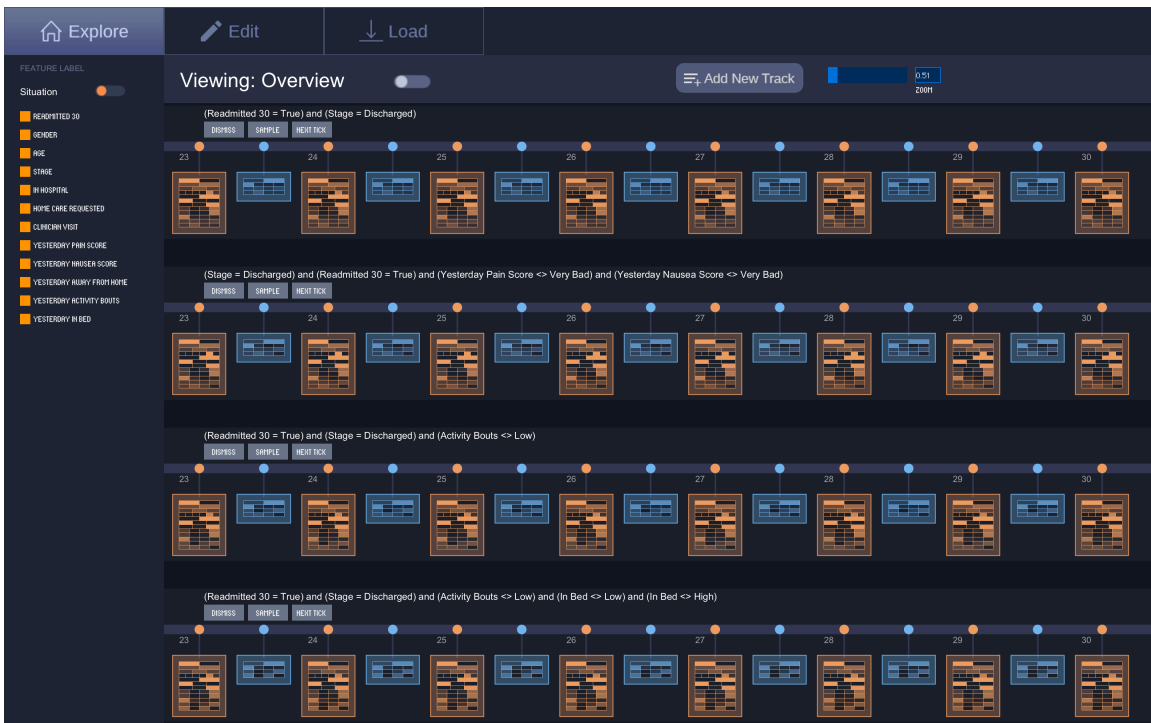 Explore
Edit
Load
FEATURE LABEL
Situation
READMITTED 30
GENDER
AGE
STAGE
IN HOSPITAL
HOME CARE REQUESTED
CLINICIAN VISIT
YESTERDAY PAIN SCORE
YESTERDAY NAUSEA SCORE
YESTERDAY AWAY FROM HOME
YESTERDAY ACTIVITY BOUTS
YESTERDAY IN BED
Viewing: Overview
Add New Track
0.51
ZOOM
(Readmitted 30 = True) and (Stage = Discharged)
DISMISS SAMPLE NEXT TICK
23 24 25 26 27 28 29 30
(Stage = Discharged) and (Readmitted 30 = True) and (Yesterday Pain Score <> Very Bad) and (Yesterday Nausea Score <> Very Bad)
DISMISS SAMPLE NEXT TICK
23 24 25 26 27 28 29 30
(Readmitted 30 = True) and (Stage = Discharged) and (Activity Bouts <> Low)
DISMISS SAMPLE NEXT TICK
23 24 25 26 27 28 29 30
(Readmitted 30 = True) and (Stage = Discharged) and (Activity Bouts <> Low) and (In Bed <> Low) and (In Bed <> High)
DISMISS SAMPLE NEXT TICK
23 24 25 26 27 28 29 30